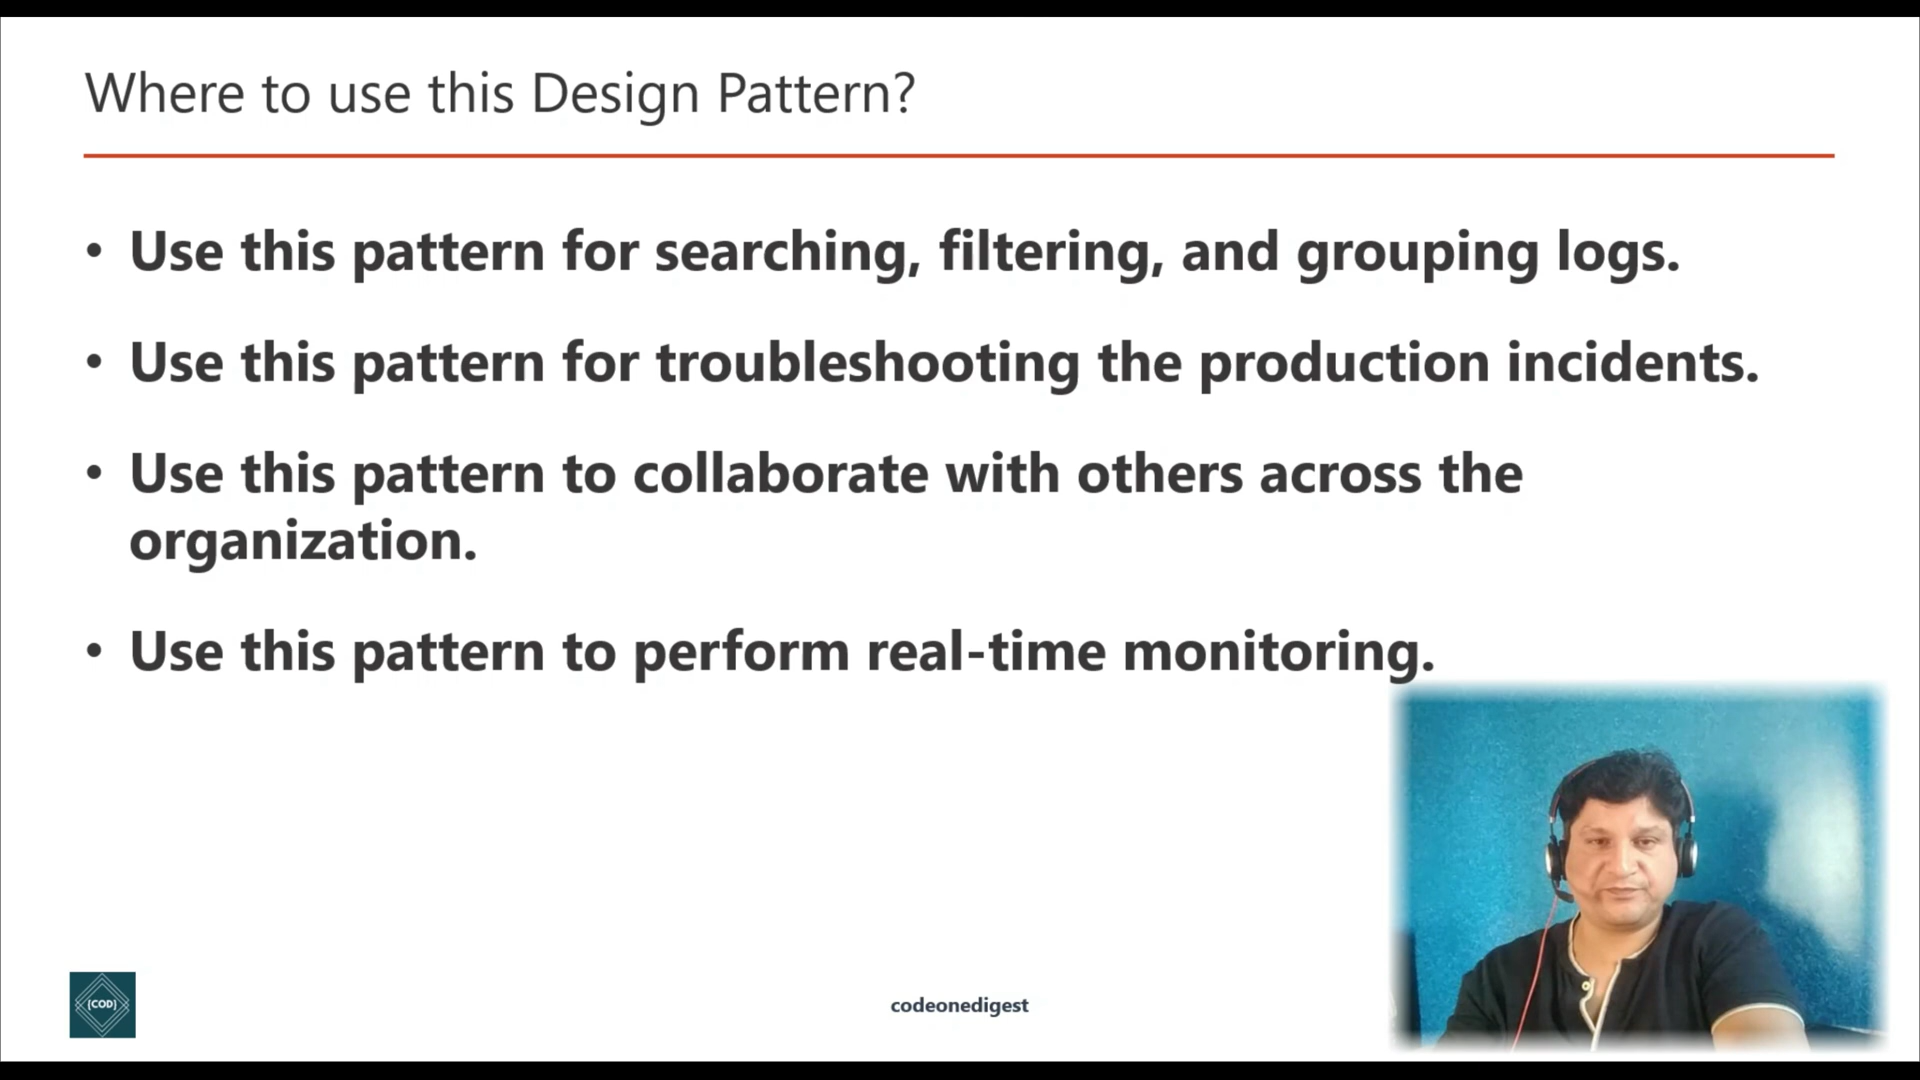 Where to use this Design Pattern?
• Use this pattern for searching, filtering, and grouping logs.
• Use this pattern for troubleshooting the production incidents.
• Use this pattern to collaborate with others across the
organization.
• Use this pattern to perform real-time monitoring.
{COD}
codeonedigest